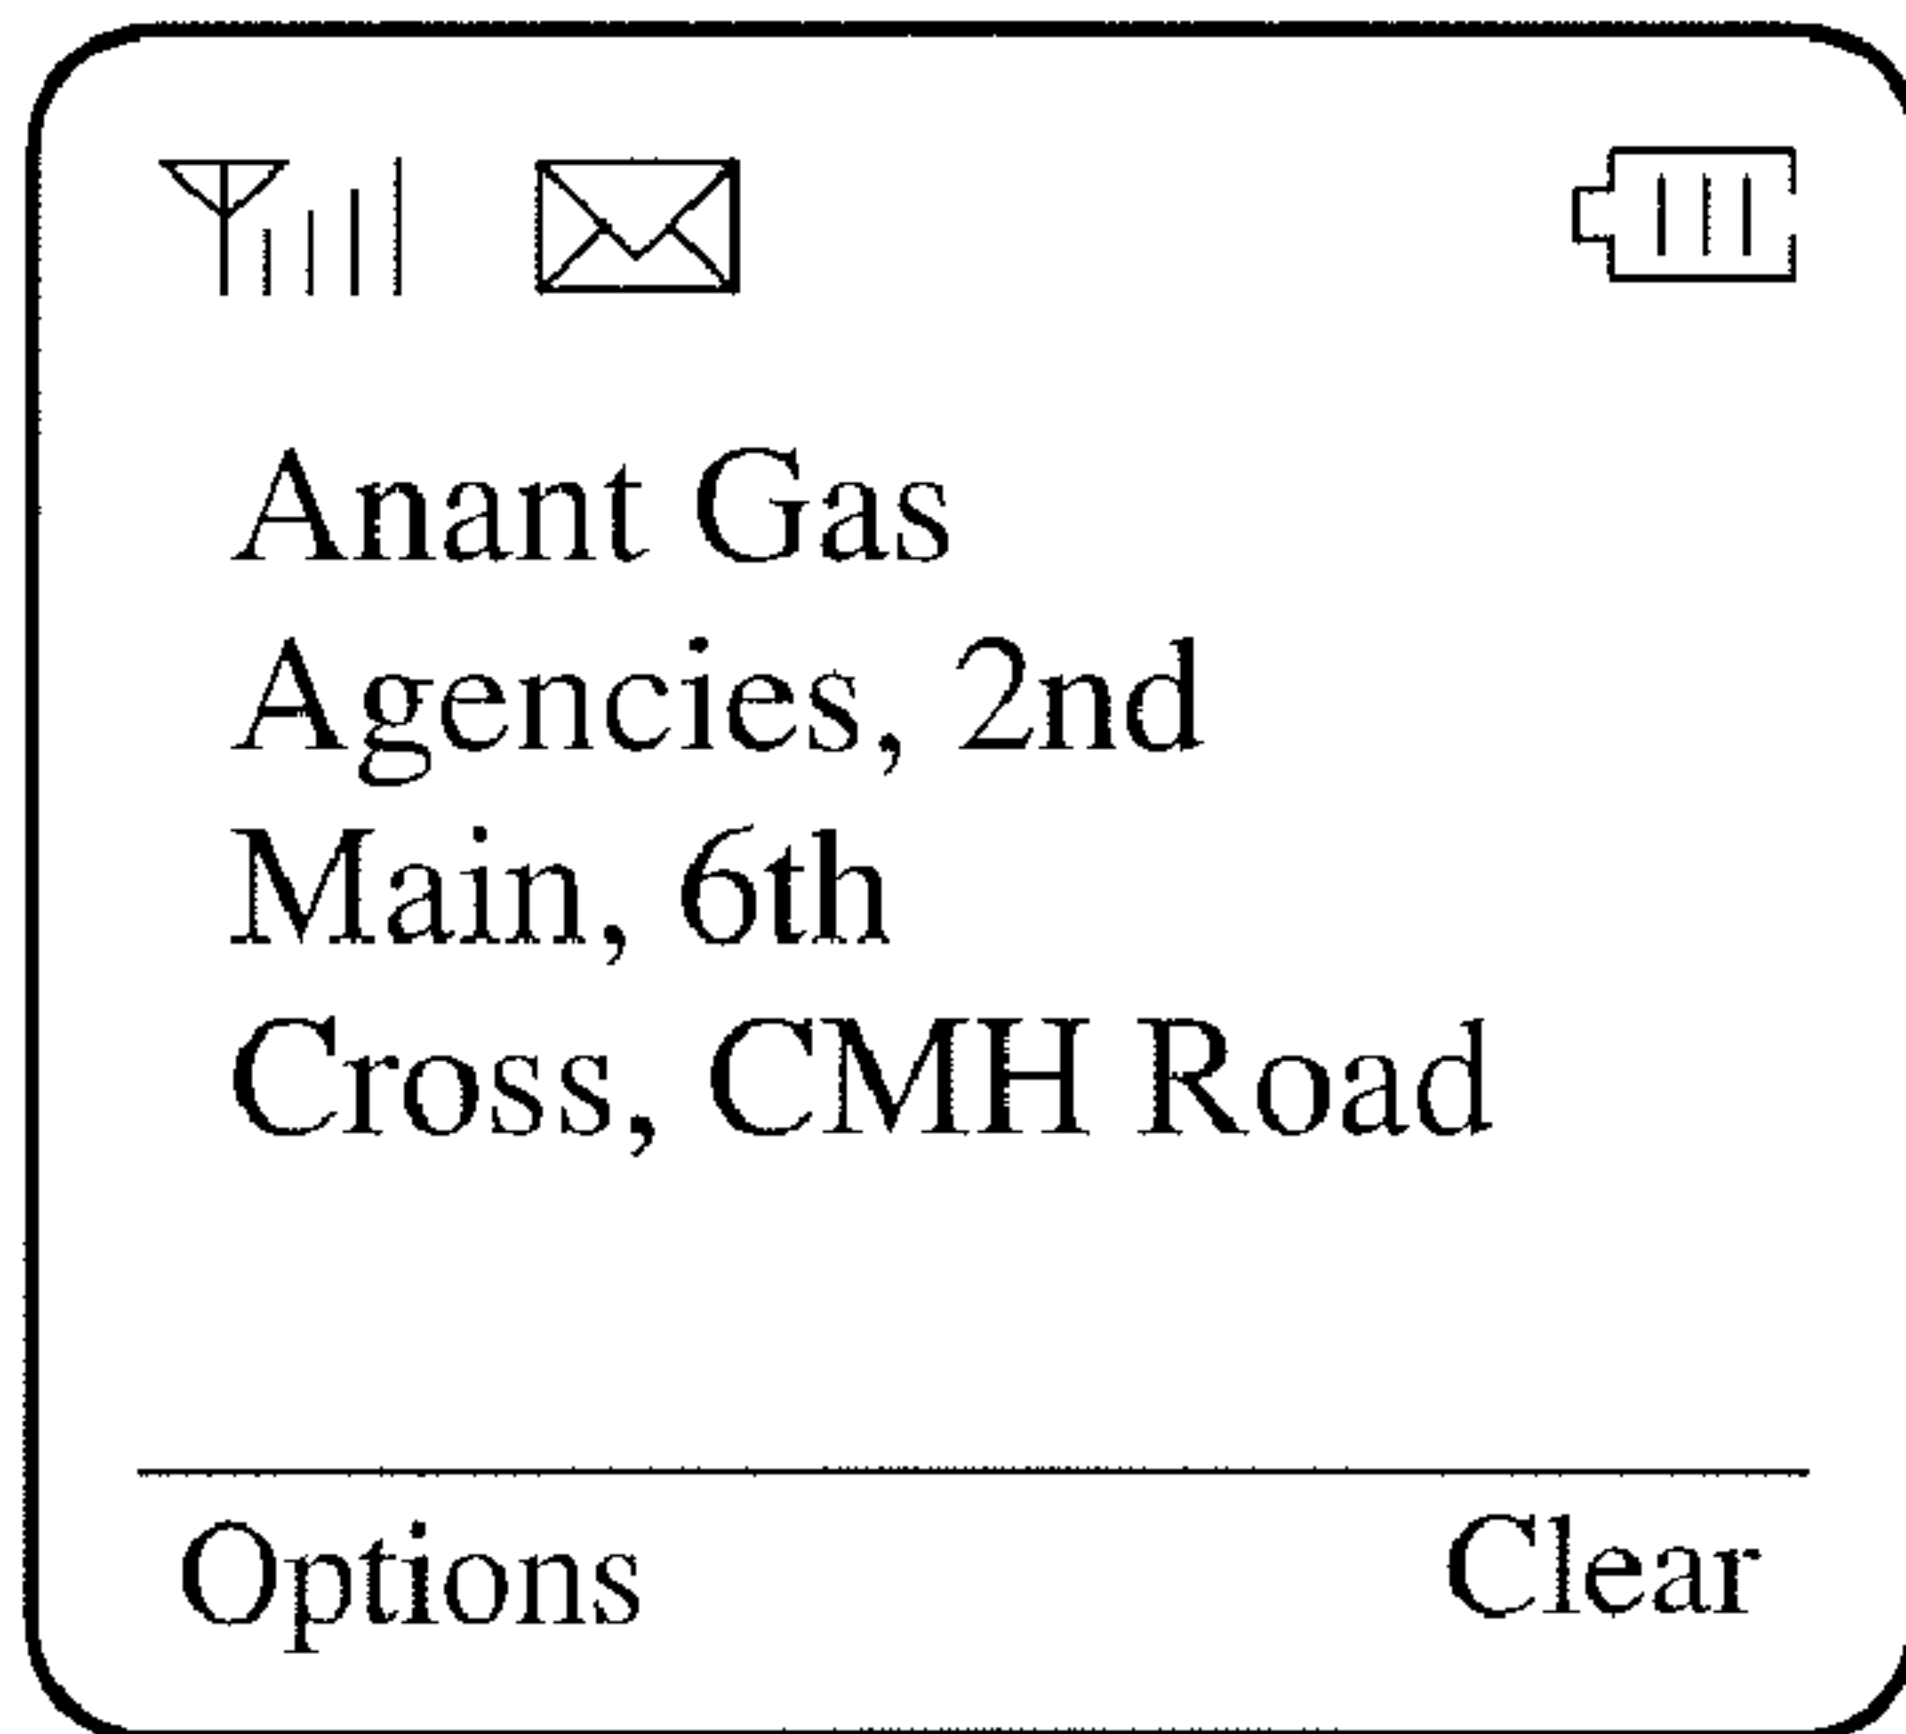 Anant Gas
Agencies, 2nd
Main, 6th
Cross, CMH Road
Options Clear